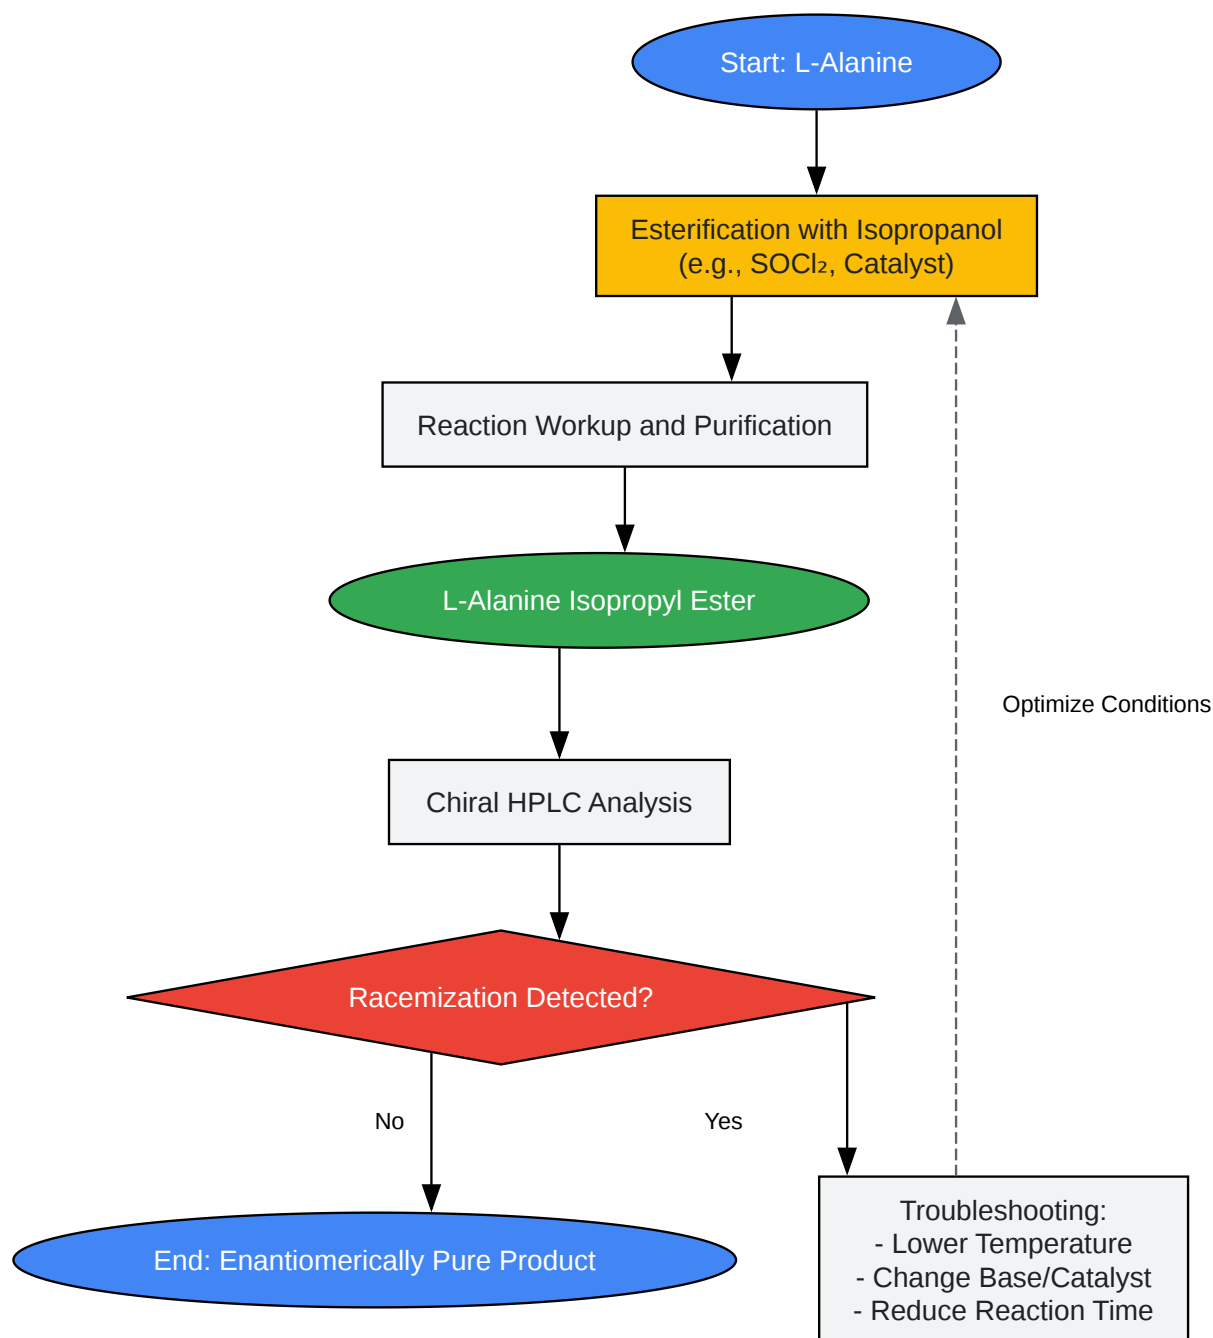 Start: L-Alanine
Esterification with Isopropanol
(e.g., SOCl₂, Catalyst)
Reaction Workup and Purification
L-Alanine Isopropyl Ester
Optimize Conditions
Chiral HPLC Analysis
Racemization Detected?
No
Yes
End: Enantiomerically Pure Product
Troubleshooting:
- Lower Temperature
- Change Base/Catalyst
- Reduce Reaction Time